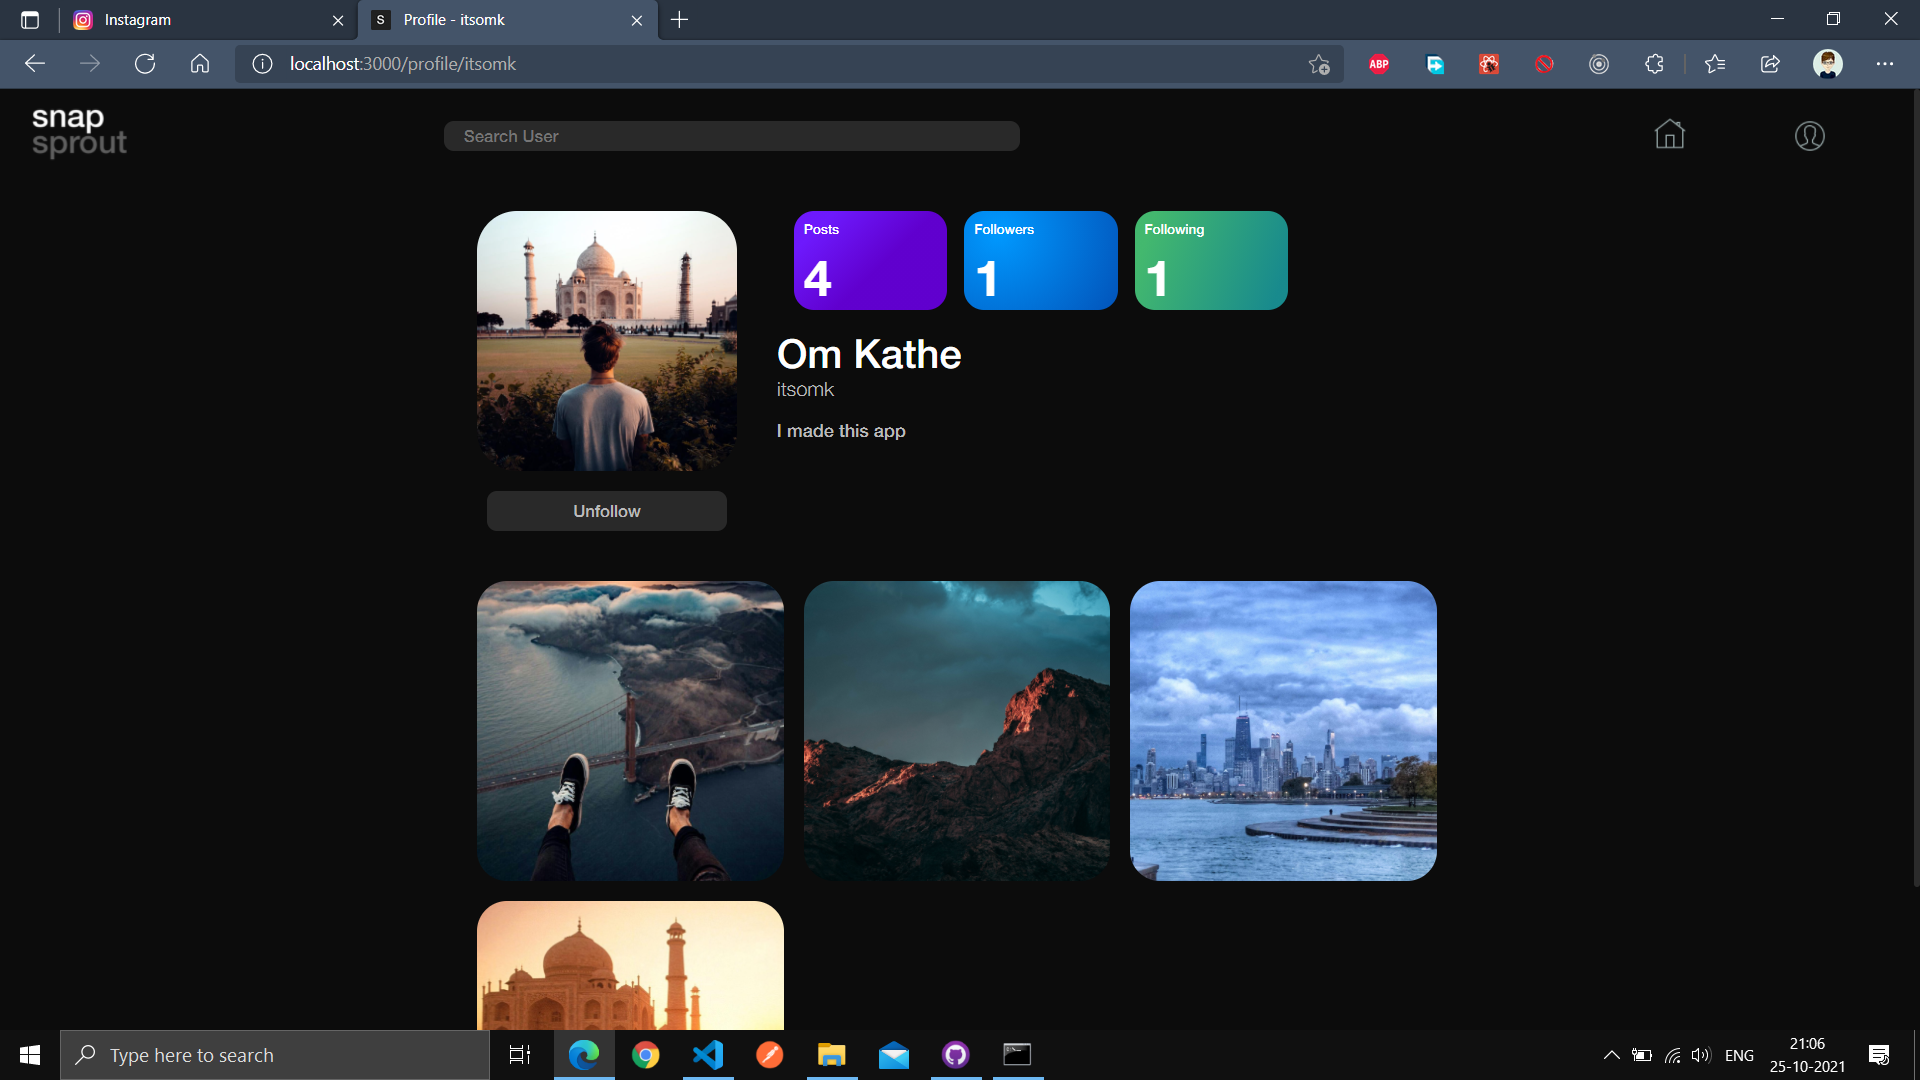 Instagram
S Profile - itsomk
localhost:3000/profile/itsomk
ABP
snap
sprout
Search User
Posts
4
Followers
1
Following
1
Om Kathe
itsomk
I made this app
Unfollow
Type here to search
ENG
21:06
25-10-2021